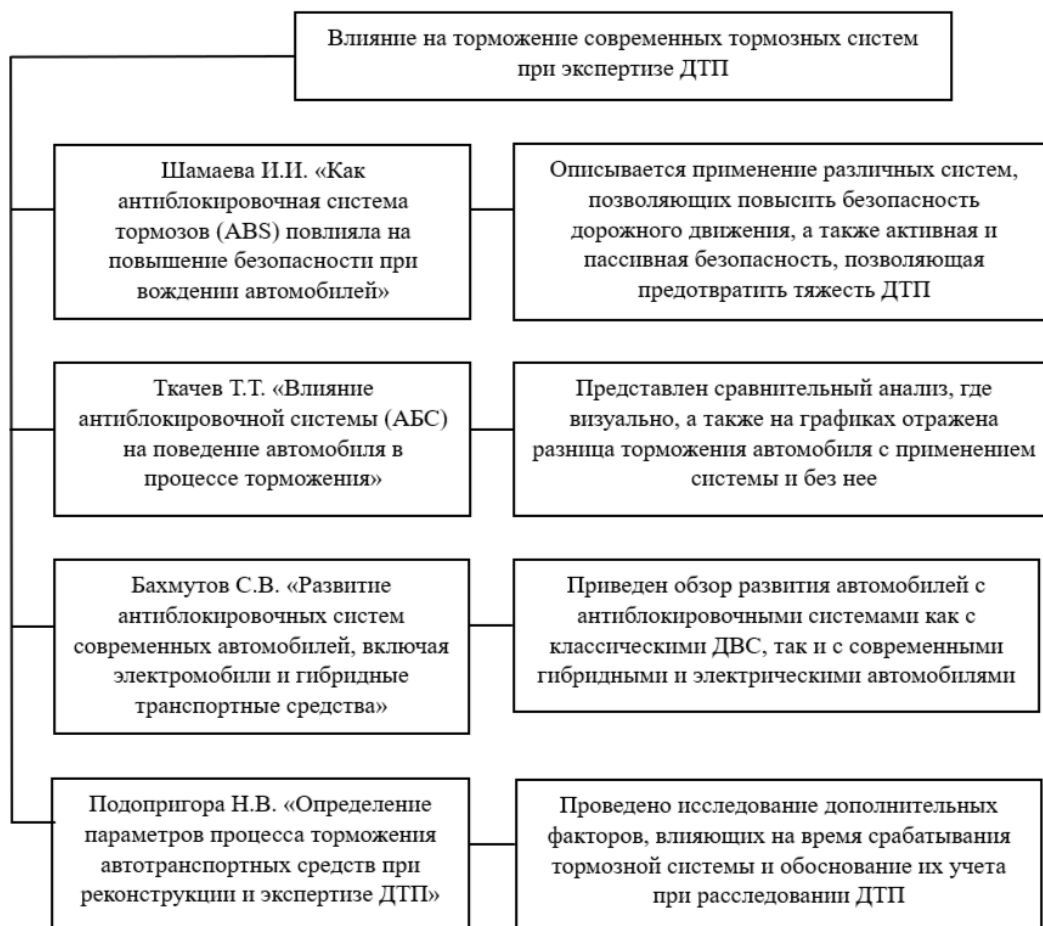 Влияние на торможение современных тормозных систем
при экспертизе ДТП
Шамаева И.И. «Как
антиблокировочная система
тормозов (ABS) повлияла на
повышение безопасности при
вождении автомобилей»
Описывается применение различных систем,
позволяющих повысить безопасность
дорожного движения, а также активная и
пассивная безопасность, позволяющая
предотвратить тяжесть ДТП
Ткачев Т.Т. «Влияние
антиблокировочной системы (АБС)
на поведение автомобиля в
процессе торможения»
Представлен сравнительный анализ, где
визуально, а также на графиках отражена
разница торможения автомобиля с применением
системы и без нее
Бахмутов С.В. «Развитие
антиблокировочных систем
современных автомобилей, включая
электромобили и гибридные
транспортные средства»
Приведен обзор развития автомобилей с
антиблокировочными системами как с
классическими ДВС, так и с современными
гибридными и электрическими автомобилями
Подопригора Н.В. «Определение
параметров процесса торможения
автотранспортных средств при
реконструкции и экспертизе ДТП»
Проведено исследование дополнительных
факторов, влияющих на время срабатывания
тормозной системы и обоснование их учета
при расследовании ДТП